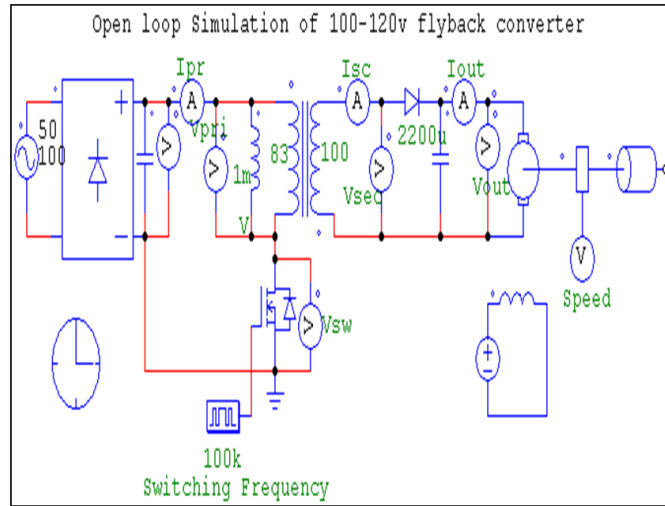 Open loop Simulation of 100-120v flyback converter
Ipr
Isc
Iout
50
100
A
A
A
V
Vpri
V
1m
83
100
V
Vsec
2200u
V
Vout
V
V
Vsw
V
Speed
100k
Switching Frequency